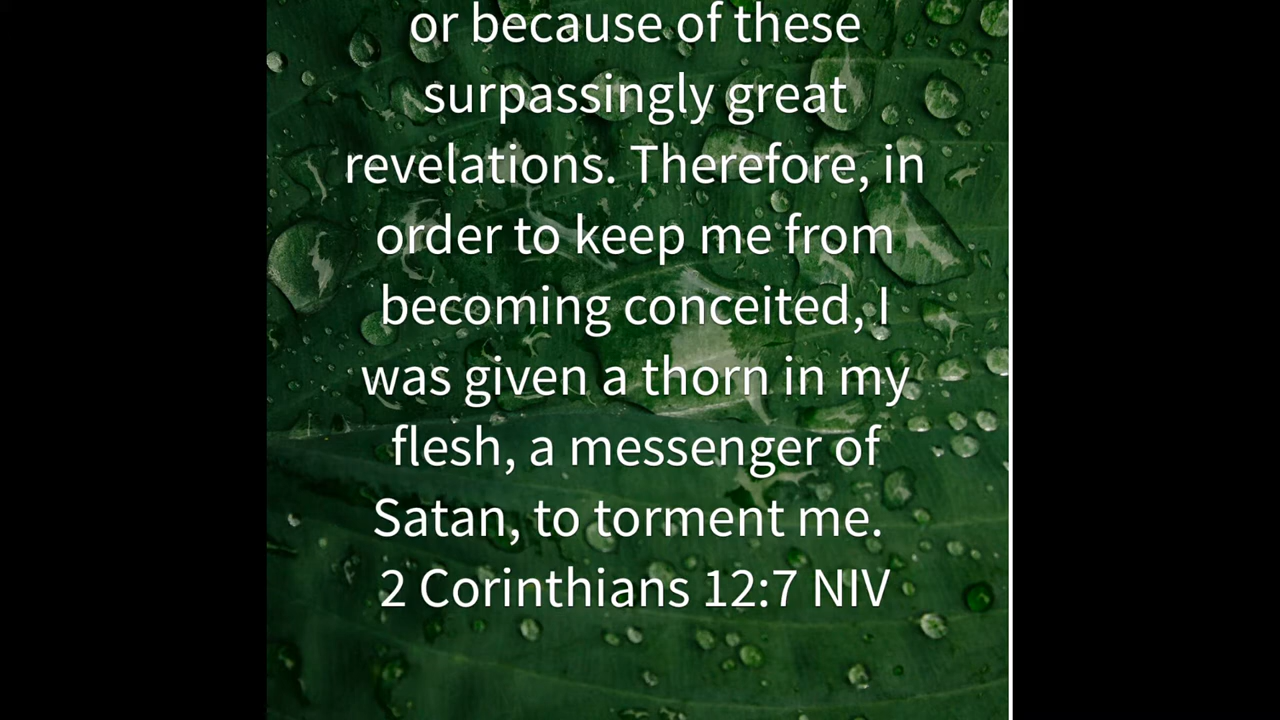 or because of these
surpassingly great
revelations. Therefore, in
order to keep me from
becoming conceited, I
was given a thorn in my
flesh, a messenger of
Satan, to torment me.
2 Corinthians 12:7 NIV